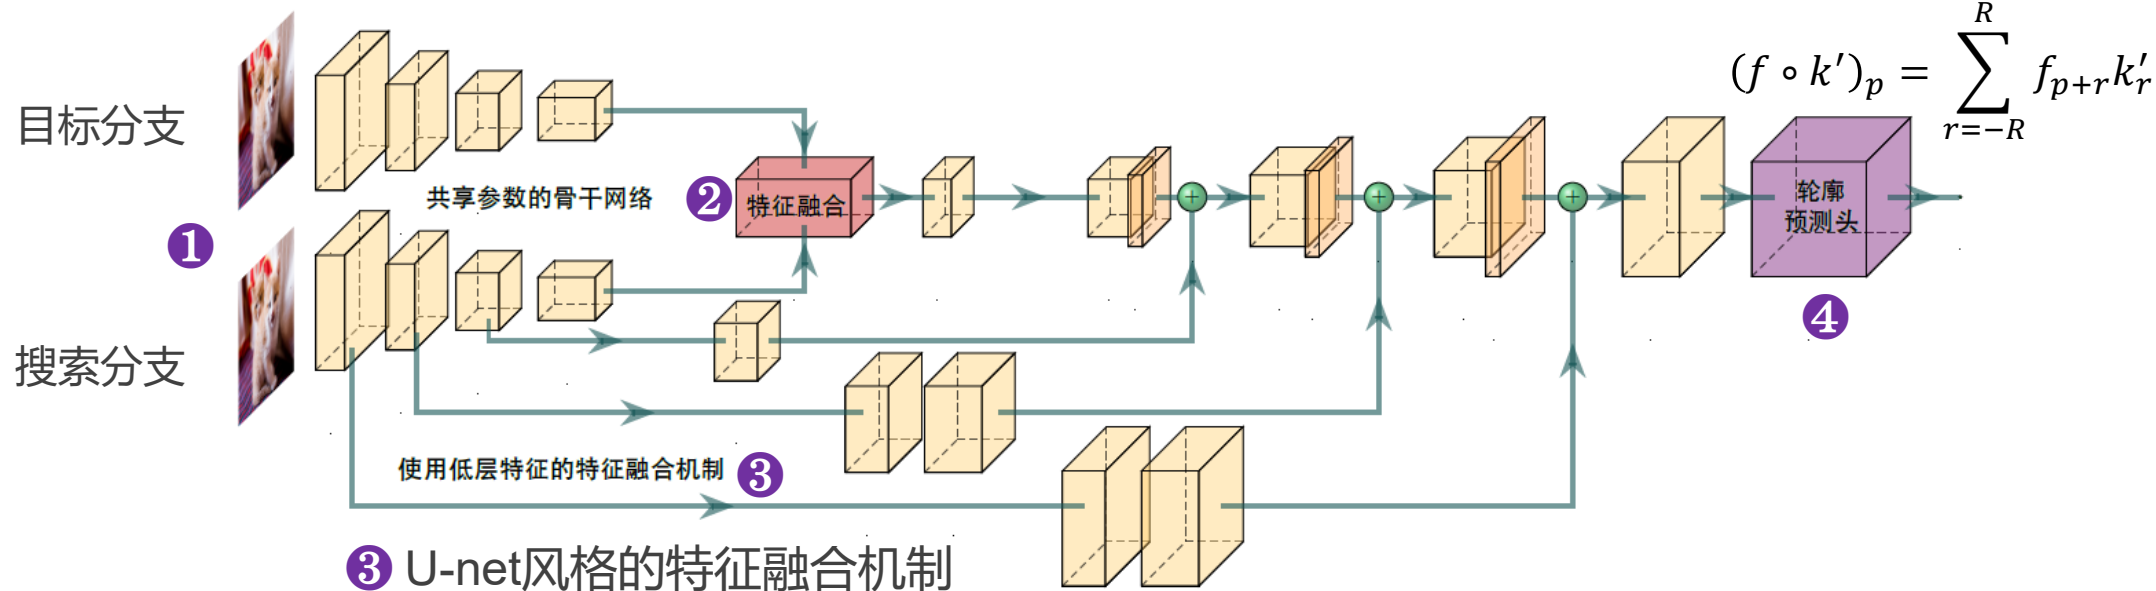 目标分支
共享参数的骨干网络
❶
❷
特征融合
轮廓
预测头
(f ∘ k′)ₚ = ∑_{r=−R}^{R} f_{p+r}k′_r
❹
搜索分支
使用低层特征的特征融合机制 ❸
❸ U-net风格的特征融合机制